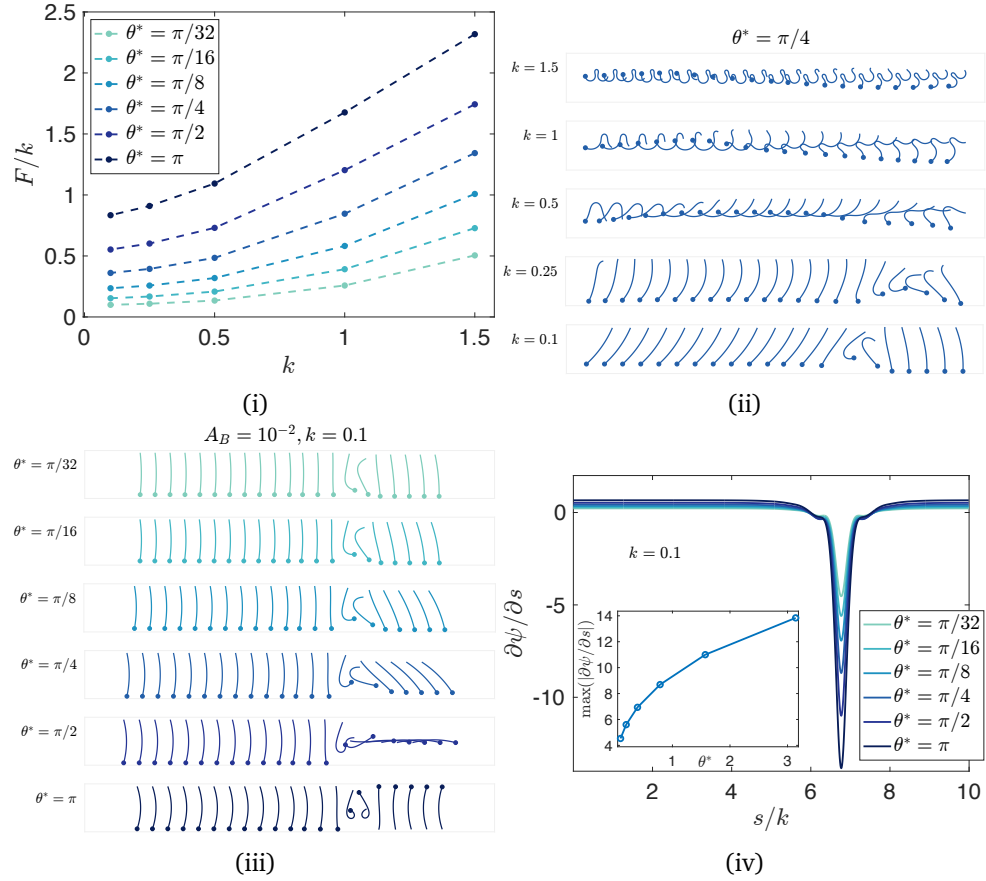 2.5
2
1.5
1
0.5
0
F/k
θ* = π/32
θ* = π/16
θ* = π/8
θ* = π/4
θ* = π/2
θ* = π
0
0.5
1
1.5
k
(i)
θ* = π/4
k = 1.5
k = 1
k = 0.5
k = 0.25
k = 0.1
(ii)
A_B = 10⁻², k = 0.1
θ* = π/32
θ* = π/16
θ* = π/8
θ* = π/4
θ* = π/2
θ* = π
(iii)
0
-5
-10
∂ψ/∂s
k = 0.1
14
12
10
8
6
4
max(|∂ψ/∂s|)
1
θ*
2
3
θ* = π/32
θ* = π/16
θ* = π/8
θ* = π/4
θ* = π/2
θ* = π
2
4
6
8
10
s/k
(iv)